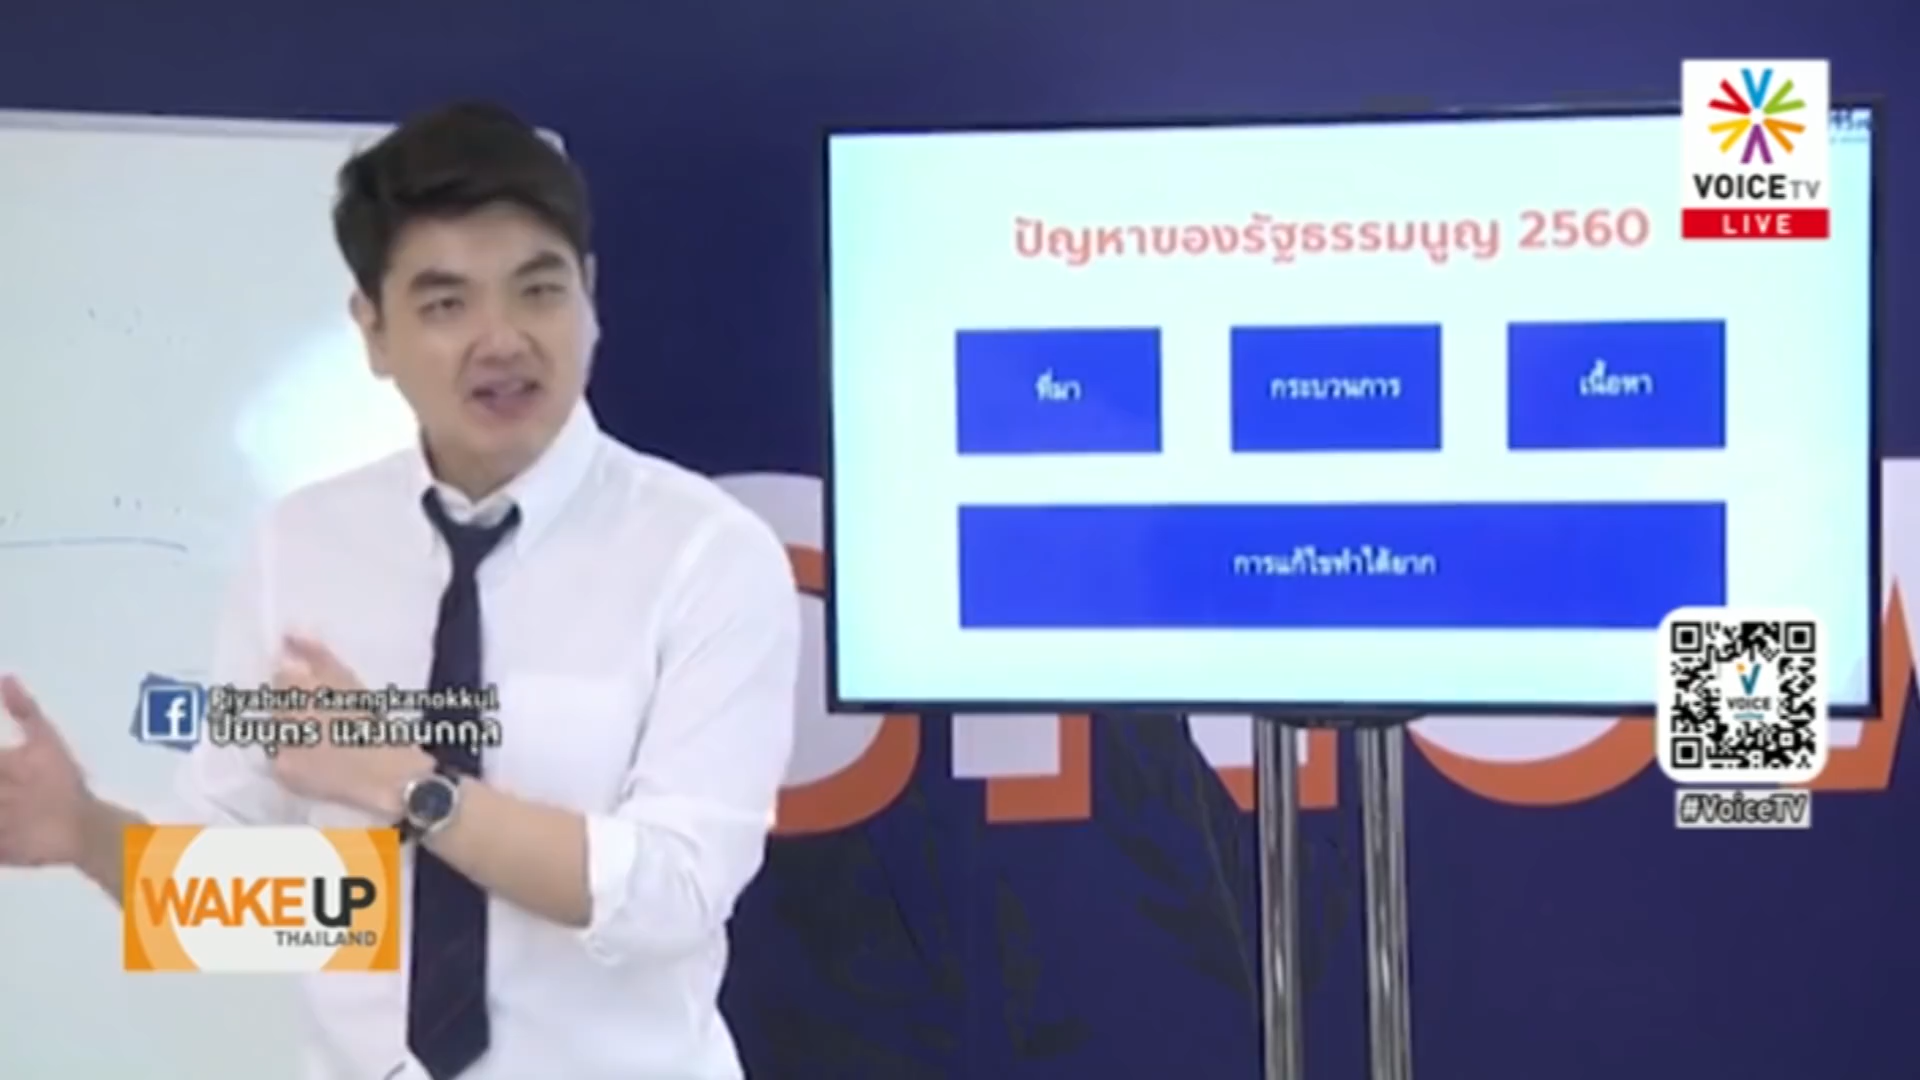 VOICE TV
LIVE
ปัญหาของรัฐธรรมนูญ 2560
ที่มา
กระบวนการ
เนื้อหา
การแก้ไขทำได้ยาก
Piyabutr Saengkanokkul
ปิยบุตร แสงกนกกุล
VOICE
#VoiceTV
WAKE UP
THAILAND